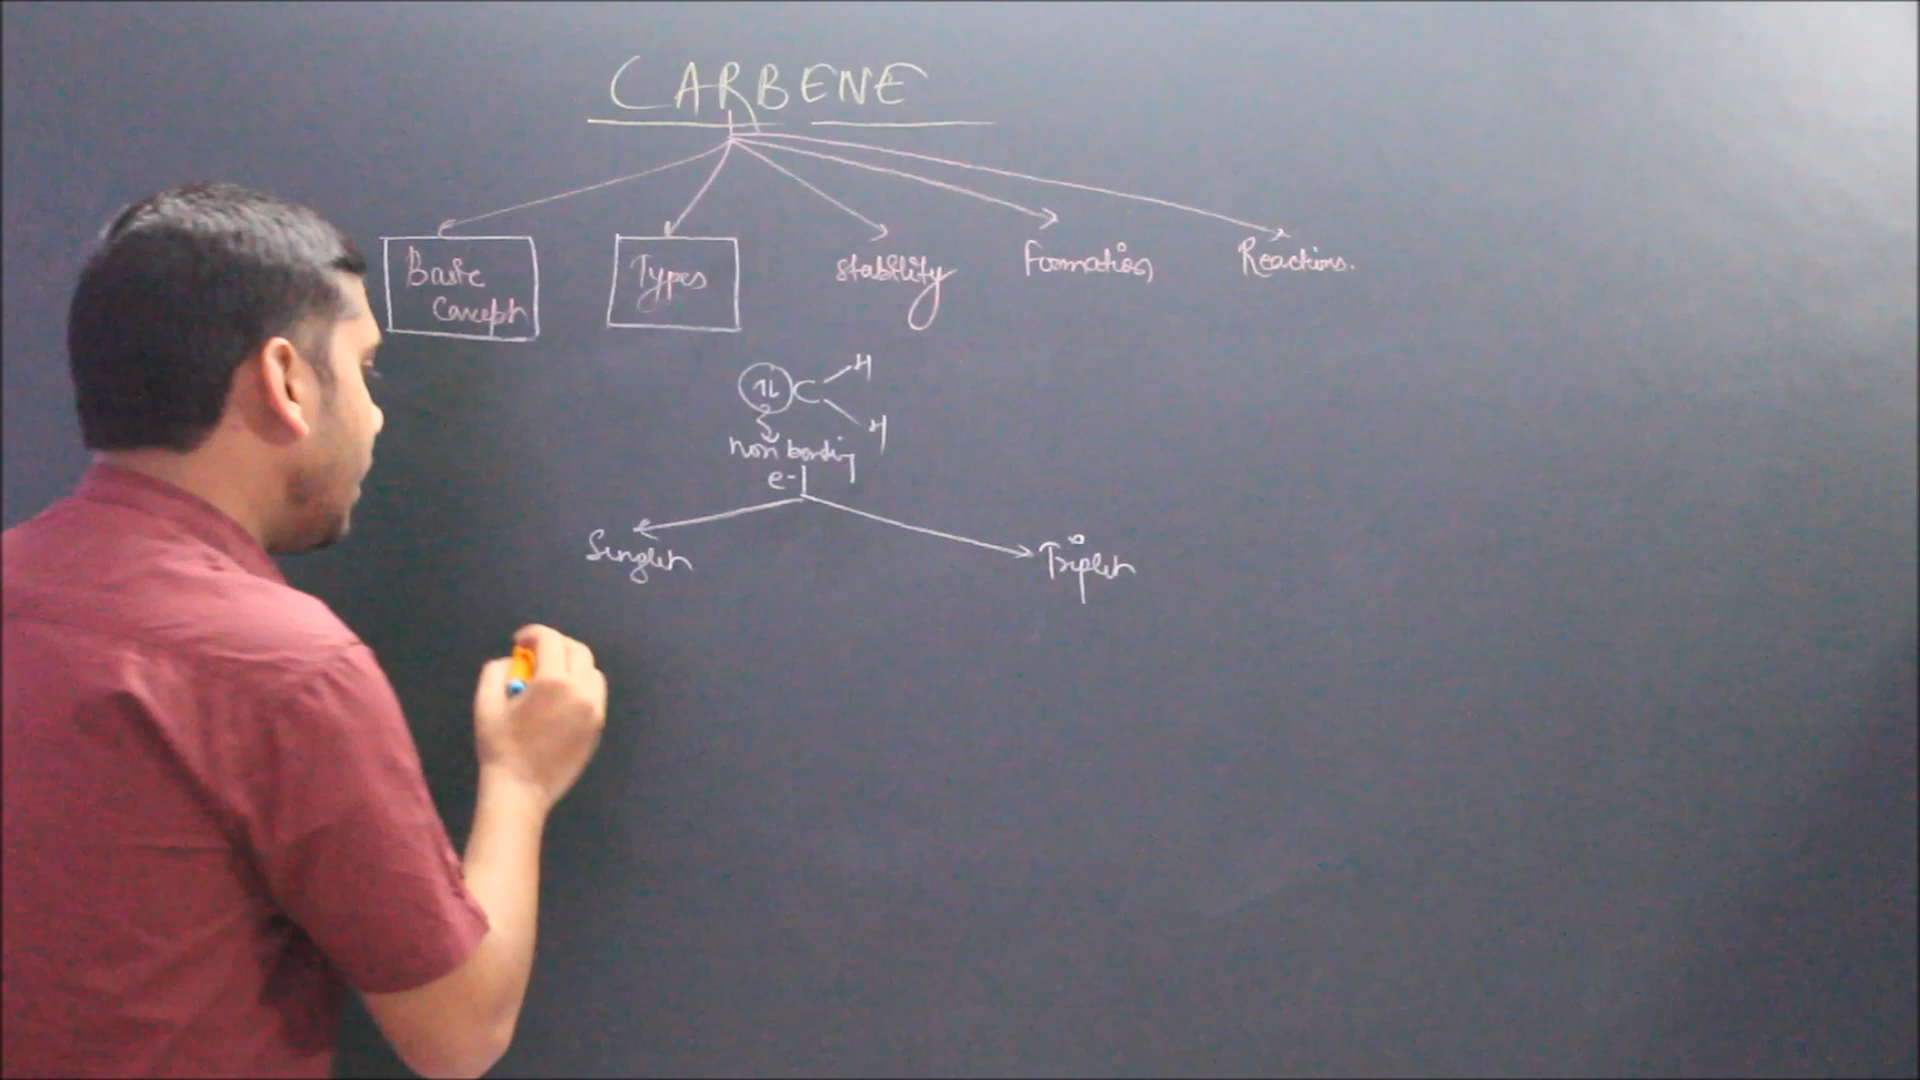 CARBENE
Basic
Concept
Types
stability
Formation
Reactions.
↑↓ C H
H
non bonding
e-
Singlet
Triplet